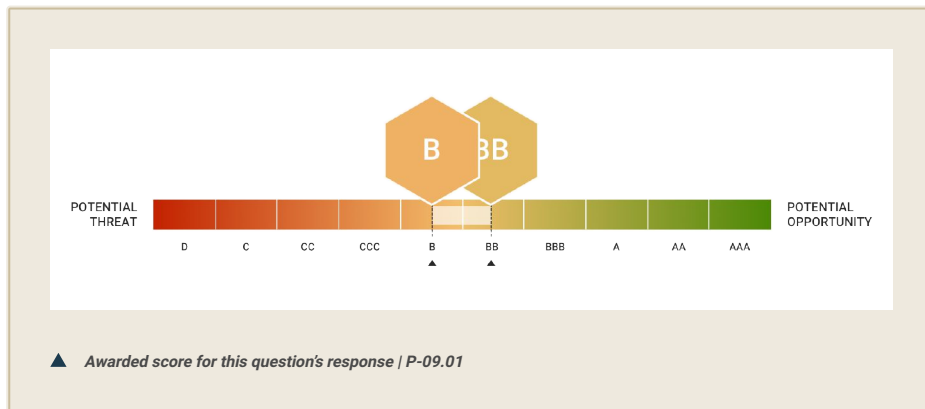 B
BB
POTENTIAL
THREAT
POTENTIAL
OPPORTUNITY
D C CC CCC B BB BBB A AA AAA
Awarded score for this question's response | P-09.01